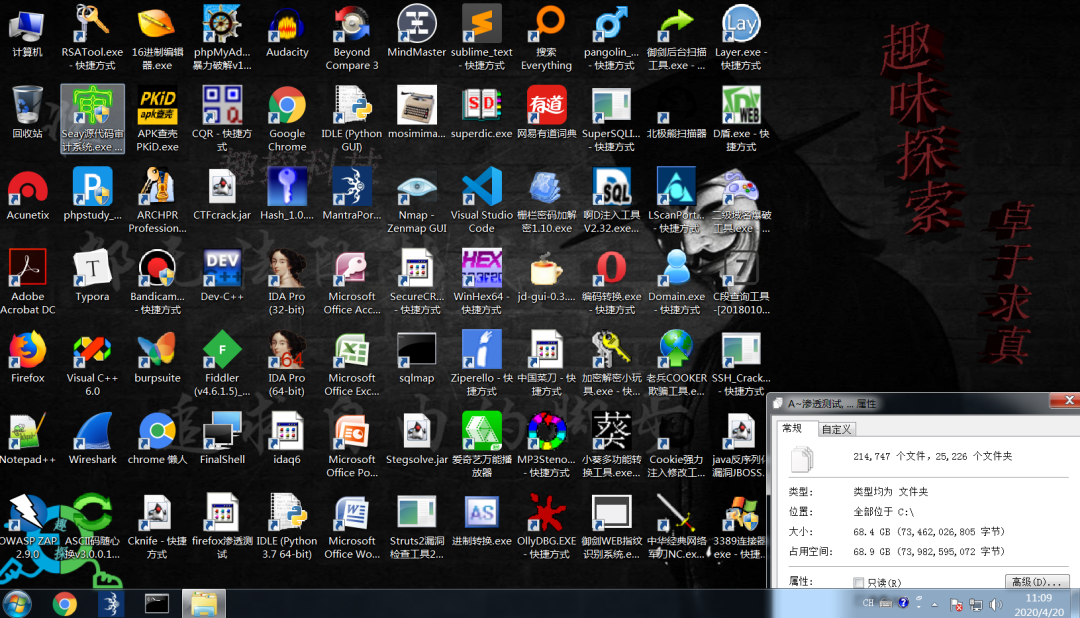 计算机
RSATool.exe - 快捷方式
16进制编辑器.exe
phpMyAd... 暴力破解v1...
Audacity
Beyond Compare 3
MindMaster
sublime_text - 快捷方式
搜索 Everything
pangolin_... - 快捷方式
御剑后台扫描工具.exe - ...
Layer.exe - 快捷方式
回收站
Seay源代码审计系统.exe ...
PKiD
apk查壳
APK查壳 PKiD.exe
CQR - 快捷方式
Google Chrome
IDLE (Python GUI)
mosimima...
superdic.exe
有道
网易有道词典
SuperSQLI... - 快捷方式
北极熊扫描器
D盾.exe - 快捷方式
Acunetix
phpstudy_...
ARCHPR Professiona...
CTFcrack.jar
Hash_1.0....
MantraPor...
Nmap - Zenmap GUI
Visual Studio Code
栅栏密码加解密1.10.exe
啊D注入工具 V2.32.exe...
LScanPort... - 快捷方式
二级域名爆破工具.exe - ...
Adobe Acrobat DC
Typora
Bandicam... - 快捷方式
Dev-C++
IDA Pro (32-bit)
Microsoft Office Acc...
SecureCR... - 快捷方式
WinHex64 - 快捷方式
jd-gui-0.3....
编码转换.exe - 快捷方式
Domain.exe - 快捷方式
C段查询工具 -[2018010...
Firefox
Visual C++ 6.0
burpsuite
Fiddler (v4.6.1.5)_...
IDA Pro (64-bit)
Microsoft Office Exc...
sqlmap
Ziperello - 快捷方式
中国菜刀 - 快捷方式
加密解密小玩具.exe - 快...
老兵COOKER欺骗工具.e...
SSH_Crack... - 快捷方式
Notepad++
Wireshark
chrome 懒人
FinalShell
idaq6
Microsoft Office Po...
Stegsolve.jar
爱奇艺万能播放器
MP3Steno... - 快捷方式
葵
小葵多功能转换工具.exe...
Cookie强力注入修改工...
java反序列化漏洞JBOSS...
OWASP ZAP 2.9.0
ASCII码随心换v3.0.0.1...
Cknife - 快捷方式
firefox渗透测试
IDLE (Python 3.7 64-bit)
Microsoft Office Wo...
Struts2漏洞检查工具2...
进制转换.exe
OllyDBG.EXE - 快捷方式
御剑WEB指纹识别系统.e...
中华经典网络军刀NC.ex...
3389连接器.exe - 快捷...
趣味探索
卓于求真
A~渗透测试, ... 属性
常规
自定义
214,747 个文件，25,226 个文件夹
类型: 类型均为 文件夹
位置: 全部位于 C:\
大小: 68.4 GB (73,462,026,805 字节)
占用空间: 68.9 GB (73,982,595,072 字节)
属性: 只读(R) 高级(D)...
CH
11:09
2020/4/20